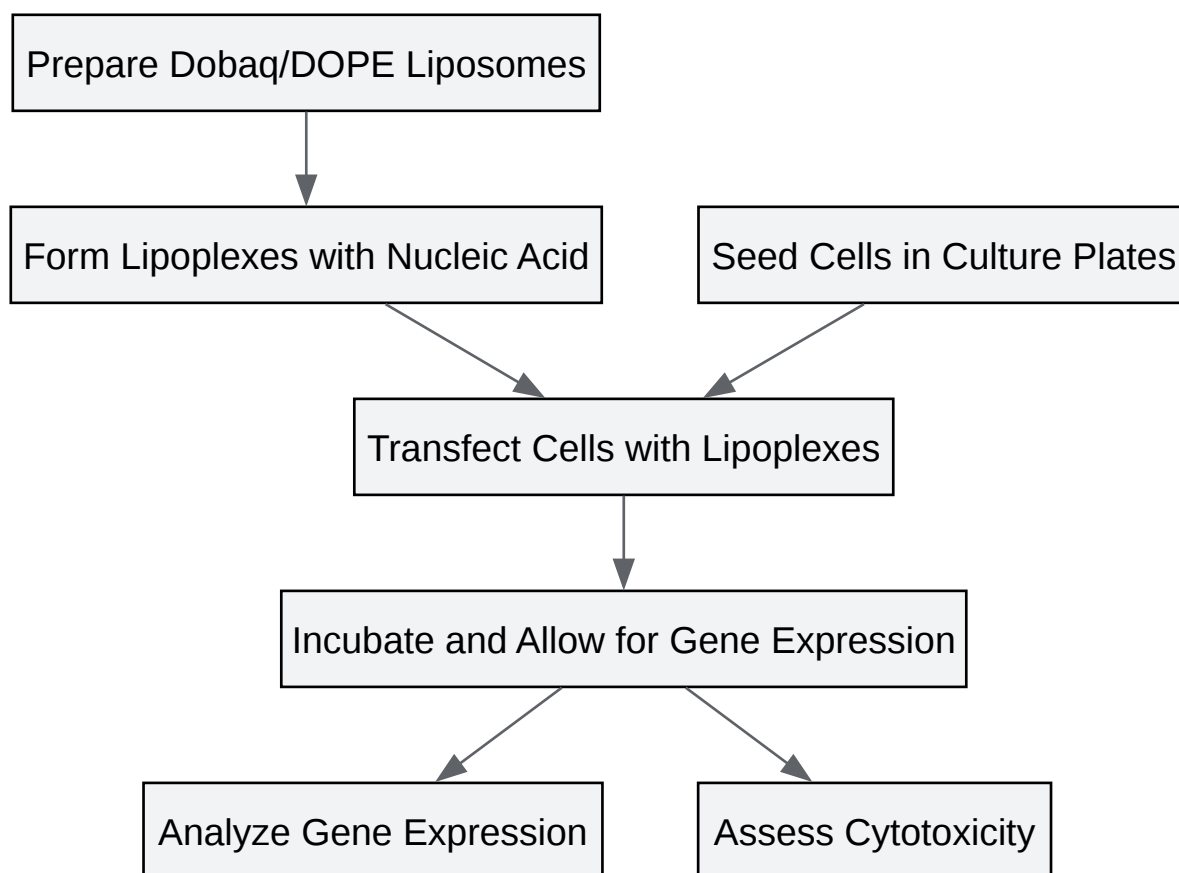 Prepare Dobaq/DOPE Liposomes
Form Lipoplexes with Nucleic Acid
Seed Cells in Culture Plates
Transfect Cells with Lipoplexes
Incubate and Allow for Gene Expression
Analyze Gene Expression
Assess Cytotoxicity